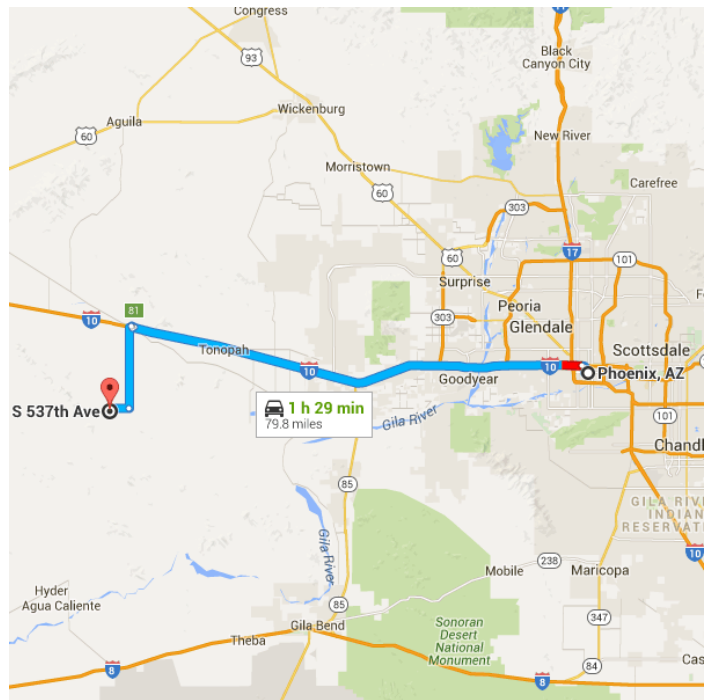 Congress
93
Black
Canyon City
Aguila
60
Wickenburg
New River
Morristown
Carefree
60
303
17
60
101
Surprise
Peoria
81
10
303
Glendale
Tonopah
Scottsdale
10
10
Phoenix, AZ
Goodyear
S 537th Ave
1 h 29 min
79.8 miles
Gila River
101
Chandl
85
GILA RIVE
INDIAN
RESERVATI
Gila River
10
Mobile
238
Maricopa
Hyder
Agua Caliente
85
347
Gila Bend
Theba
Sonoran
Desert
National
Monument
84
Cas
8
8